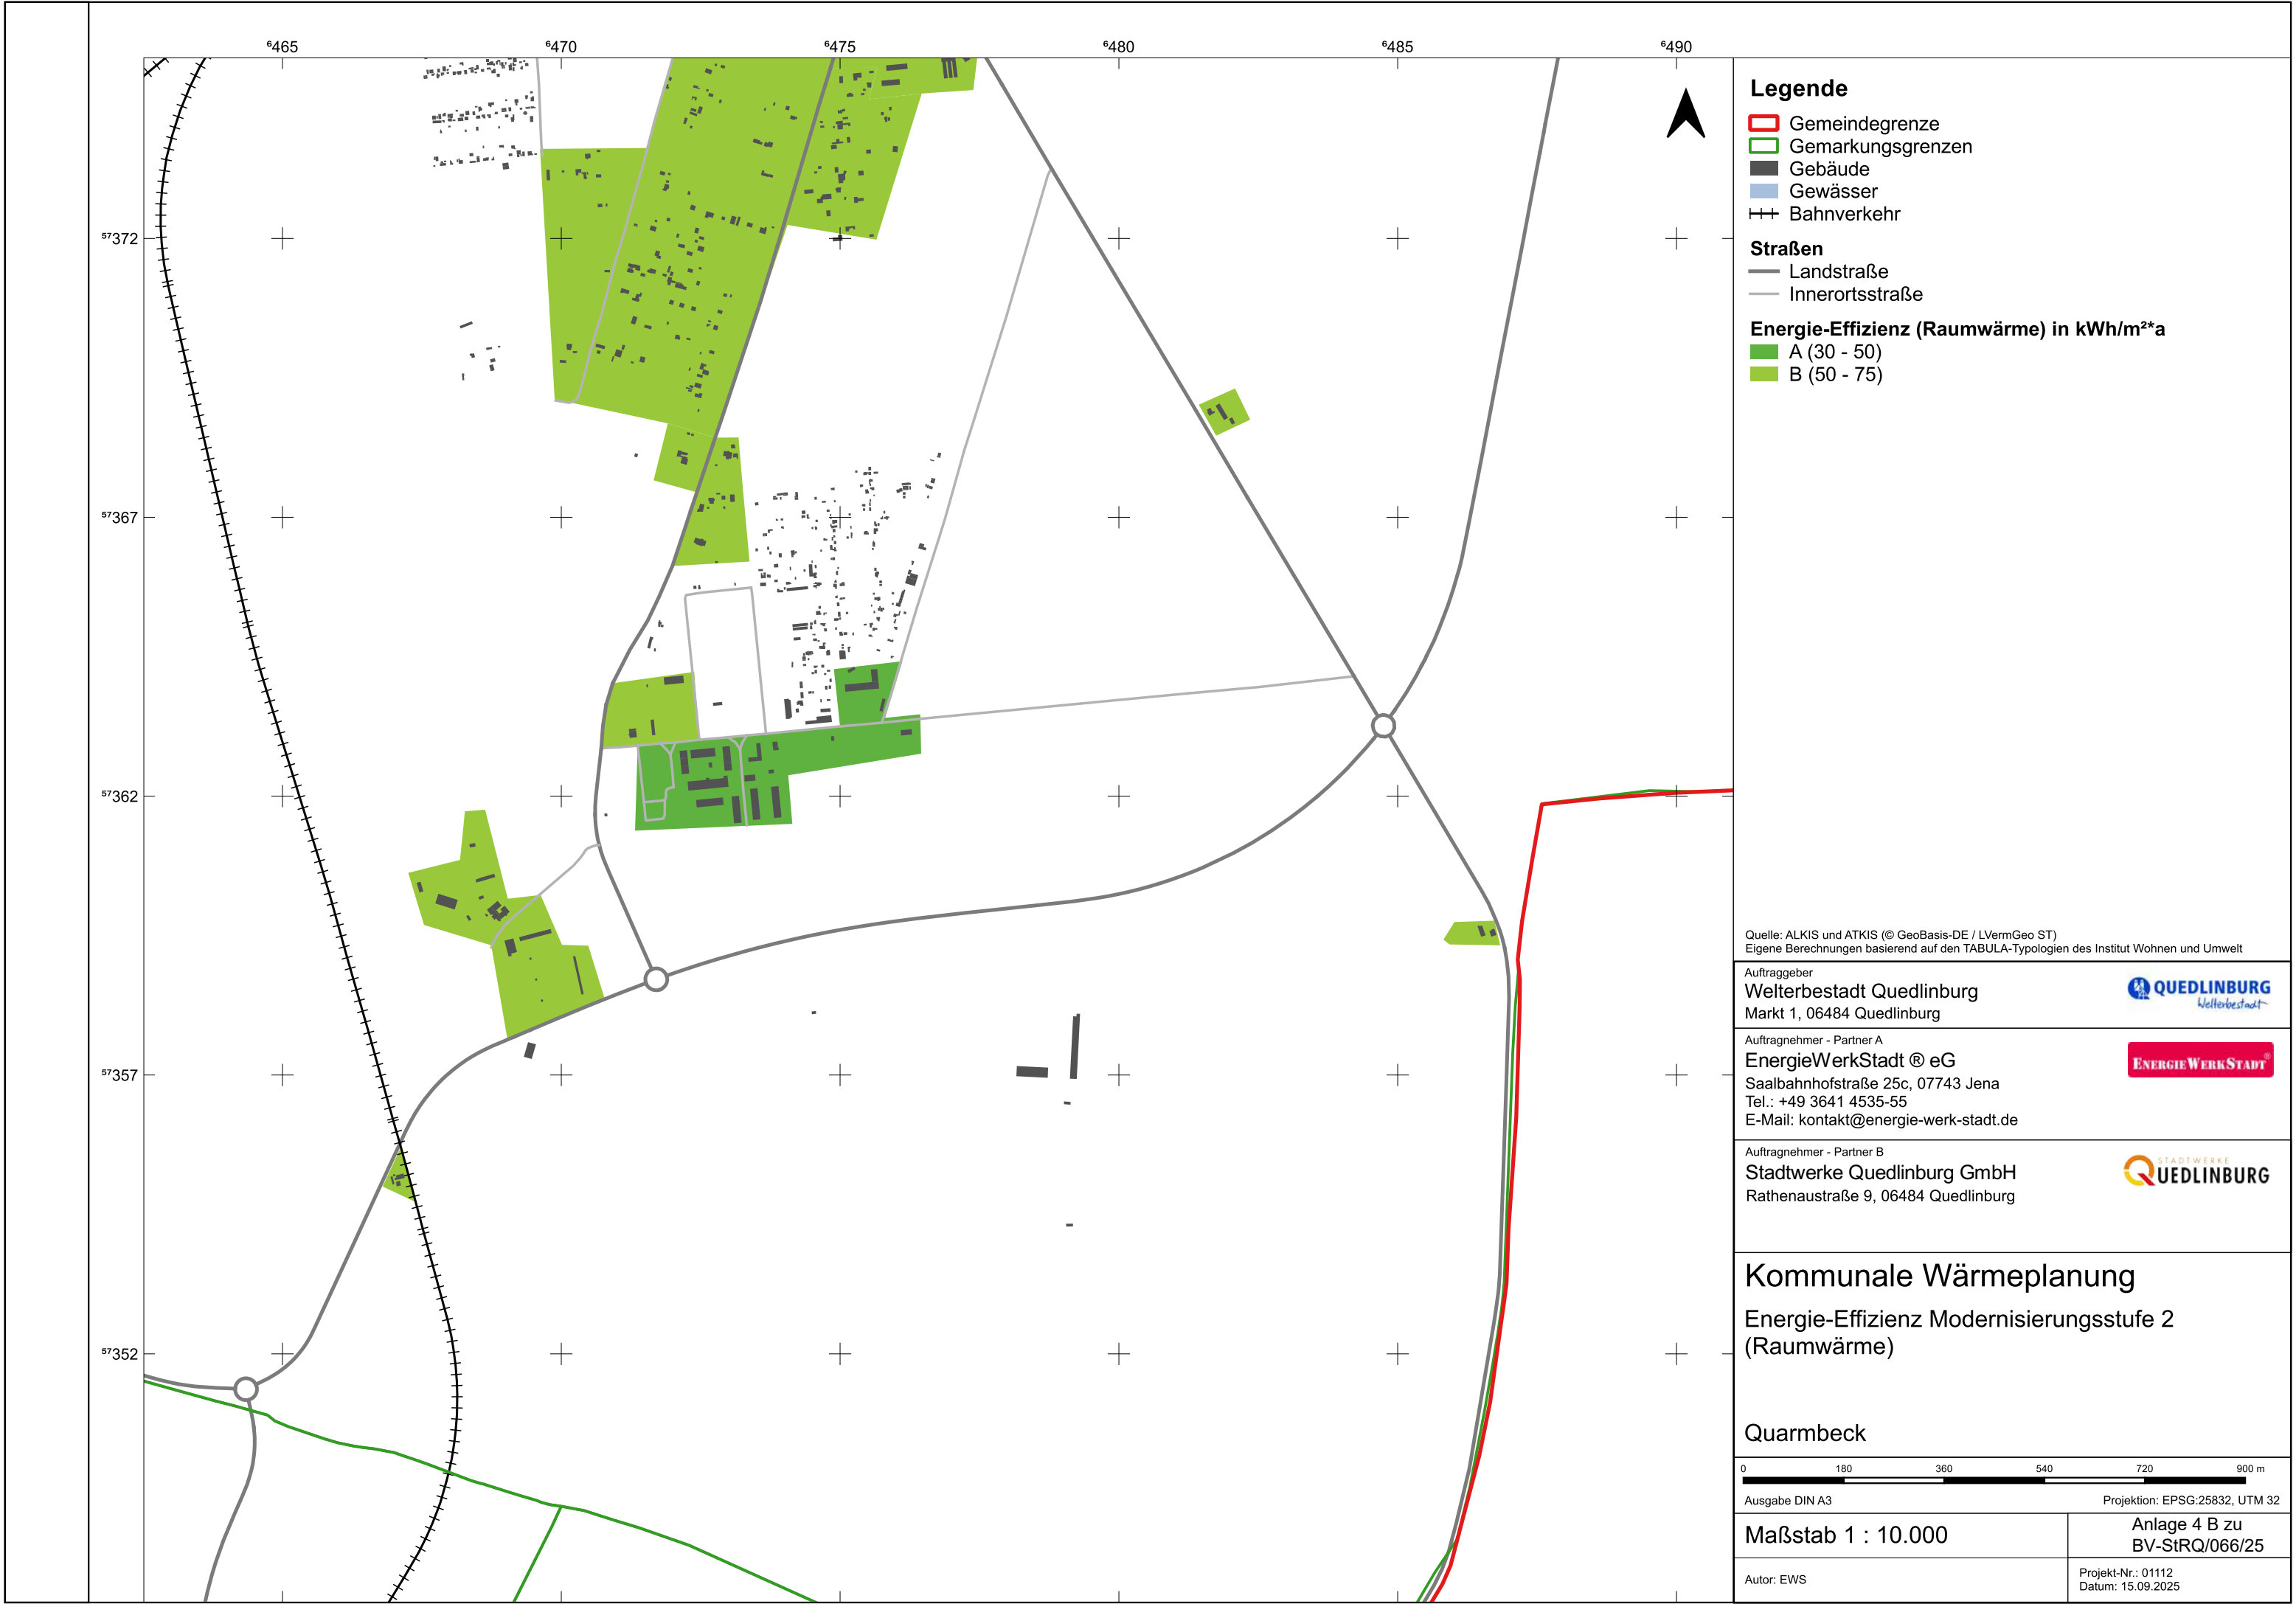 ⁶465 ⁶470 ⁶475 ⁶480 ⁶485 ⁶490
⁵⁷372
⁵⁷367
⁵⁷362
⁵⁷357
⁵⁷352
Legende
Gemeindegrenze
Gemarkungsgrenzen
Gebäude
Gewässer
Bahnverkehr
Straßen
Landstraße
Innerortsstraße
Energie-Effizienz (Raumwärme) in kWh/m²*a
A (30 - 50)
B (50 - 75)
Quelle: ALKIS und ATKIS (© GeoBasis-DE / LVermGeo ST)
Eigene Berechnungen basierend auf den TABULA-Typologien des Institut Wohnen und Umwelt
Auftraggeber
Welterbestadt Quedlinburg
Markt 1, 06484 Quedlinburg
QUEDLINBURG
Welterbestadt
Auftragnehmer - Partner A
EnergieWerkStadt ® eG
Saalbahnhofstraße 25c, 07743 Jena
Tel.: +49 3641 4535-55
E-Mail: kontakt@energie-werk-stadt.de
ENERGIEWERKSTADT®
Auftragnehmer - Partner B
Stadtwerke Quedlinburg GmbH
Rathenaustraße 9, 06484 Quedlinburg
STADTWERKE
QUEDLINBURG
Kommunale Wärmeplanung
Energie-Effizienz Modernisierungsstufe 2
(Raumwärme)
Quarmbeck
0 180 360 540 720 900 m
Ausgabe DIN A3 Projektion: EPSG:25832, UTM 32
Maßstab 1 : 10.000
Anlage 4 B zu
BV-StRQ/066/25
Autor: EWS
Projekt-Nr.: 01112
Datum: 15.09.2025